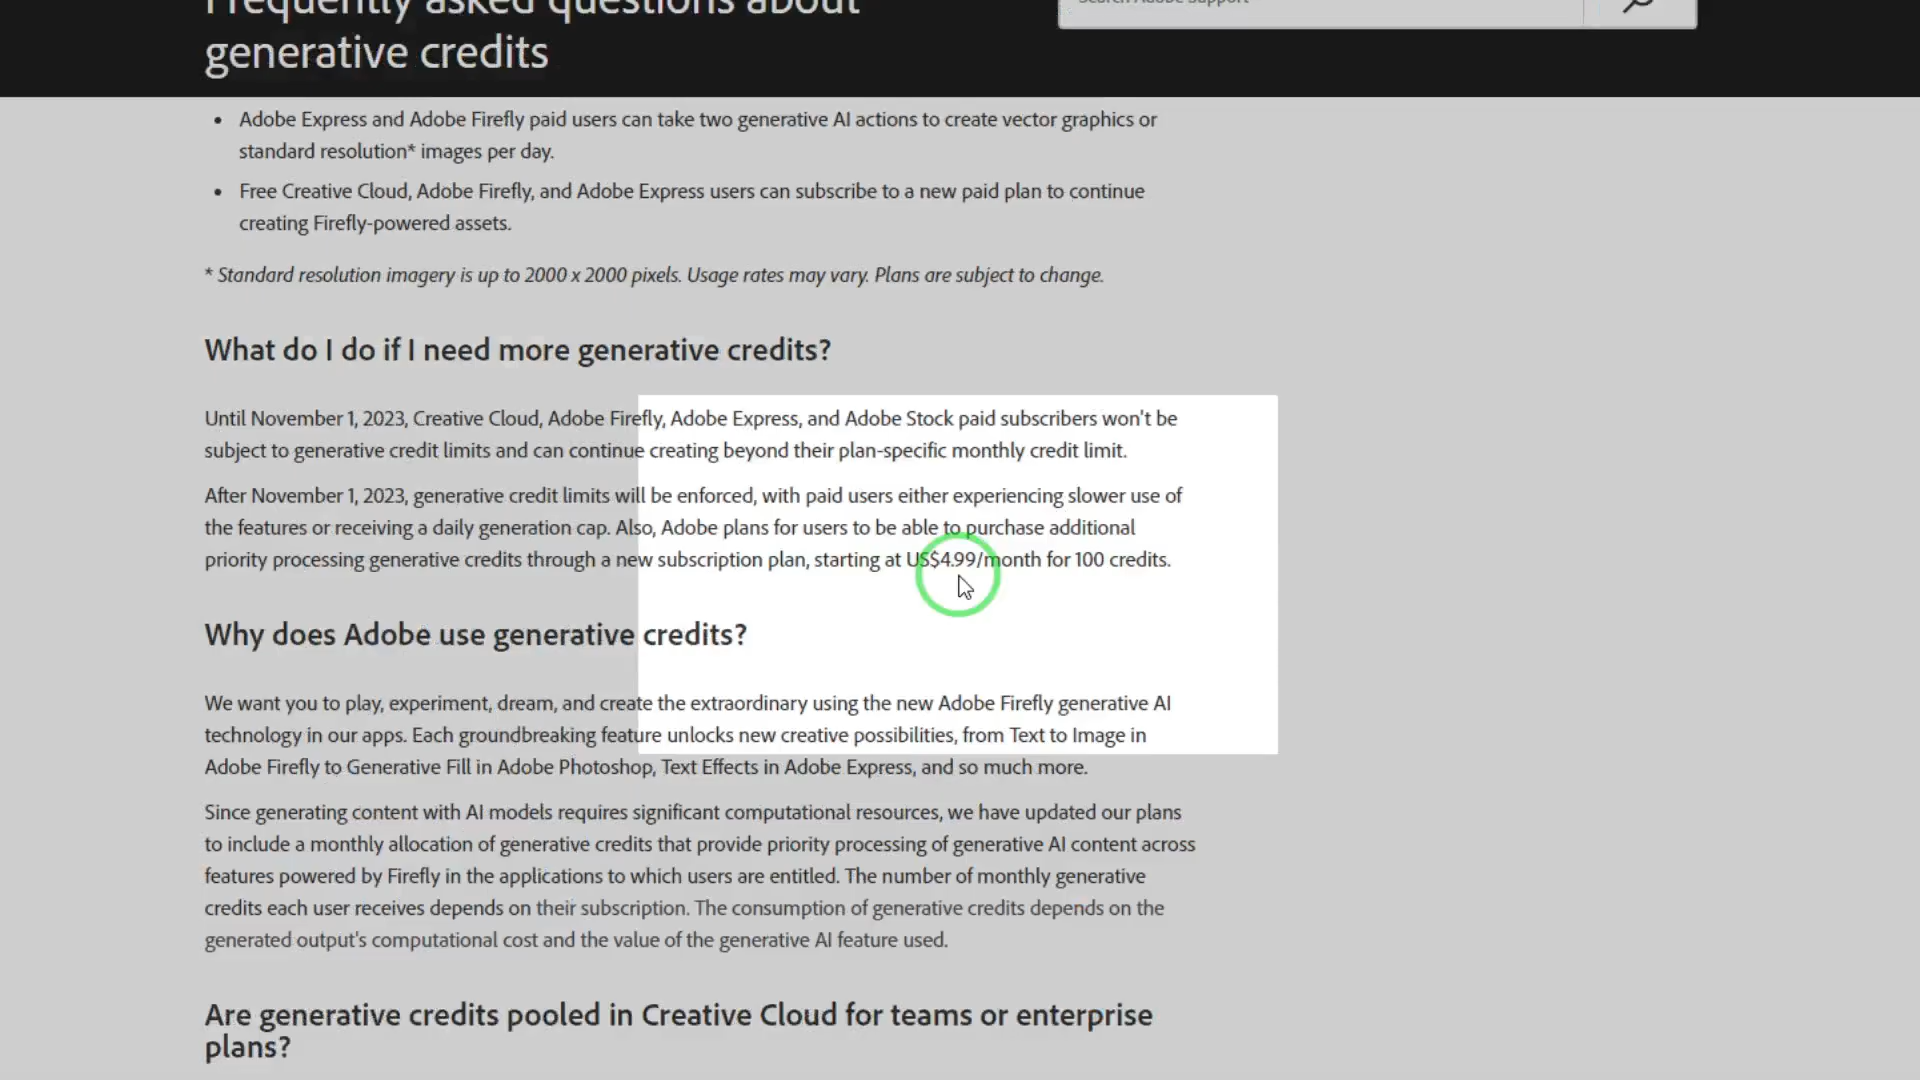 Frequently asked questions about
generative credits
Search Adobe Support
• Adobe Express and Adobe Firefly paid users can take two generative AI actions to create vector graphics or
standard resolution* images per day.
• Free Creative Cloud, Adobe Firefly, and Adobe Express users can subscribe to a new paid plan to continue
creating Firefly-powered assets.
* Standard resolution imagery is up to 2000 x 2000 pixels. Usage rates may vary. Plans are subject to change.
What do I do if I need more generative credits?
Until November 1, 2023, Creative Cloud, Adobe Firefly, Adobe Express, and Adobe Stock paid subscribers won't be
subject to generative credit limits and can continue creating beyond their plan-specific monthly credit limit.
After November 1, 2023, generative credit limits will be enforced, with paid users either experiencing slower use of
the features or receiving a daily generation cap. Also, Adobe plans for users to be able to purchase additional
priority processing generative credits through a new subscription plan, starting at US$4.99/month for 100 credits.
Why does Adobe use generative credits?
We want you to play, experiment, dream, and create the extraordinary using the new Adobe Firefly generative AI
technology in our apps. Each groundbreaking feature unlocks new creative possibilities, from Text to Image in
Adobe Firefly to Generative Fill in Adobe Photoshop, Text Effects in Adobe Express, and so much more.
Since generating content with AI models requires significant computational resources, we have updated our plans
to include a monthly allocation of generative credits that provide priority processing of generative AI content across
features powered by Firefly in the applications to which users are entitled. The number of monthly generative
credits each user receives depends on their subscription. The consumption of generative credits depends on the
generated output's computational cost and the value of the generative AI feature used.
Are generative credits pooled in Creative Cloud for teams or enterprise
plans?